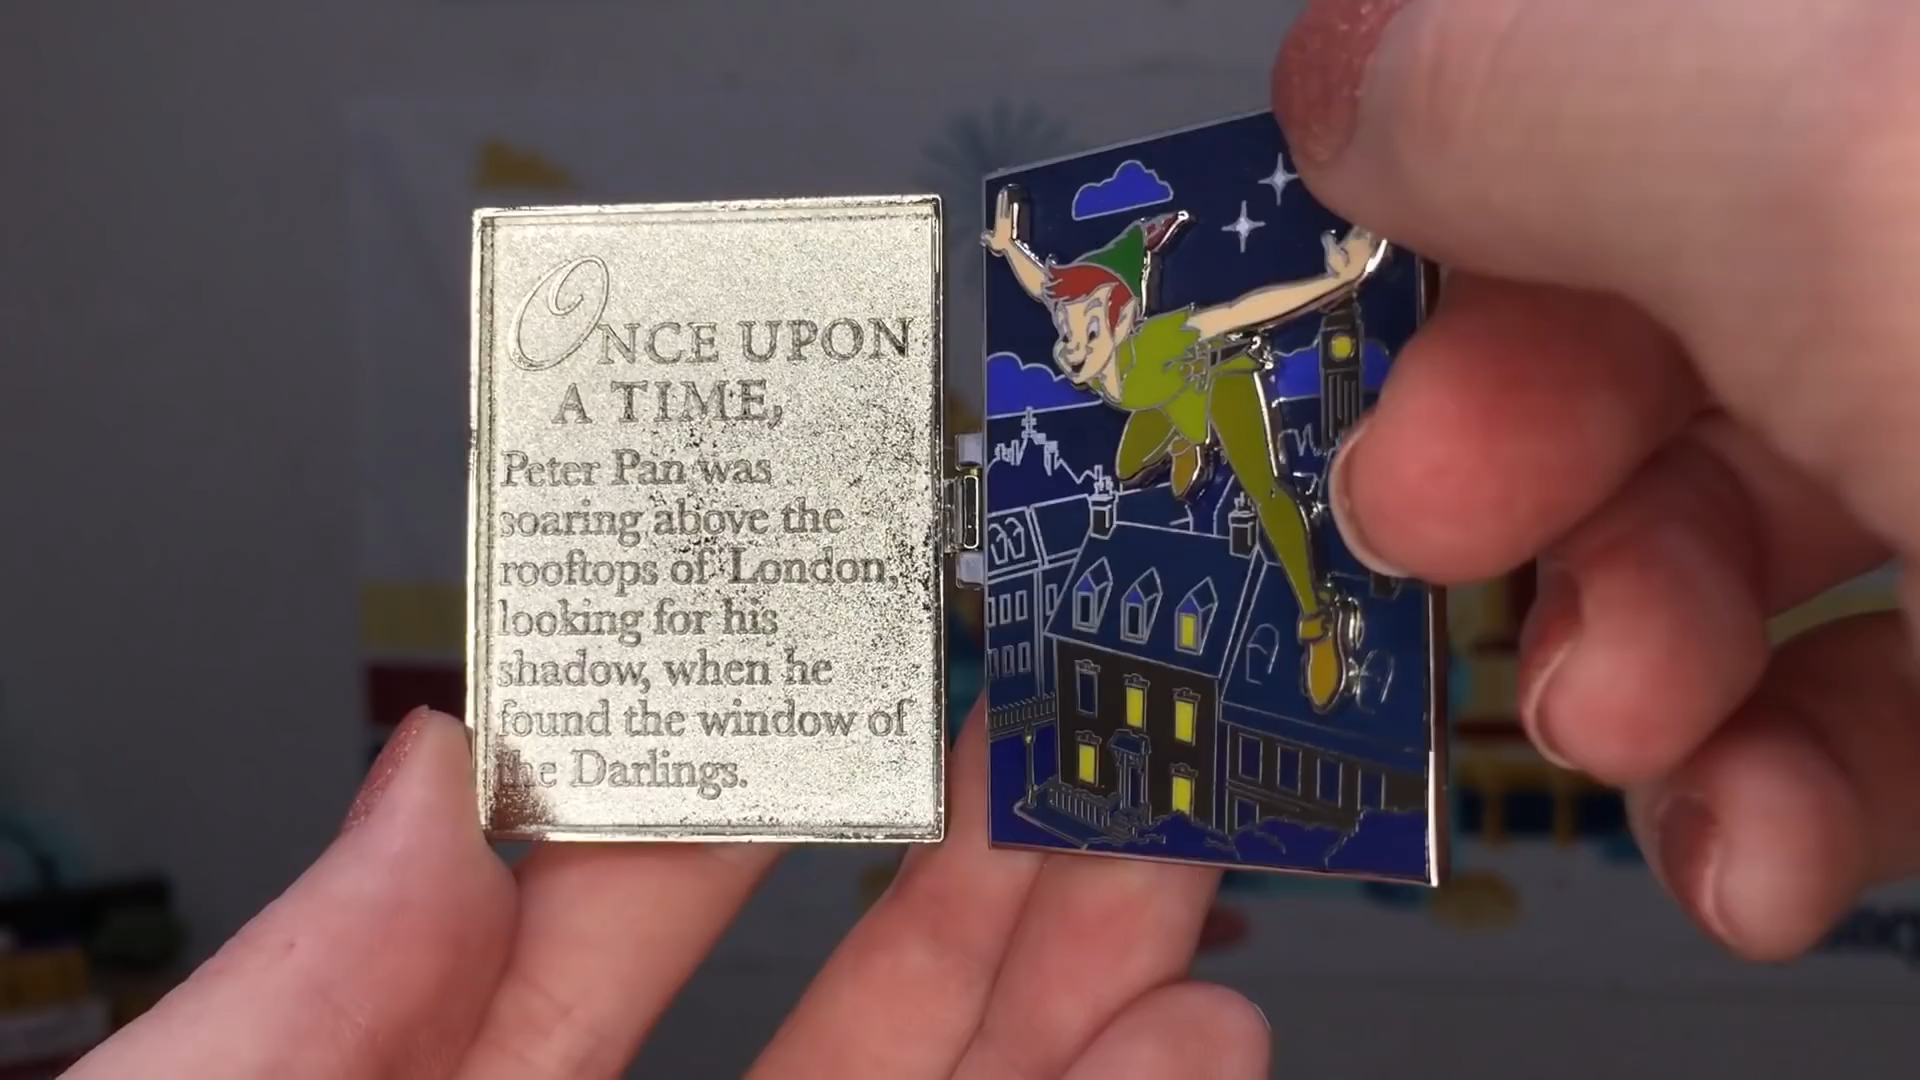 ONCE UPON
A TIME,
Peter Pan was
soaring above the
rooftops of London,
looking for his
shadow, when he
found the window of
the Darlings.